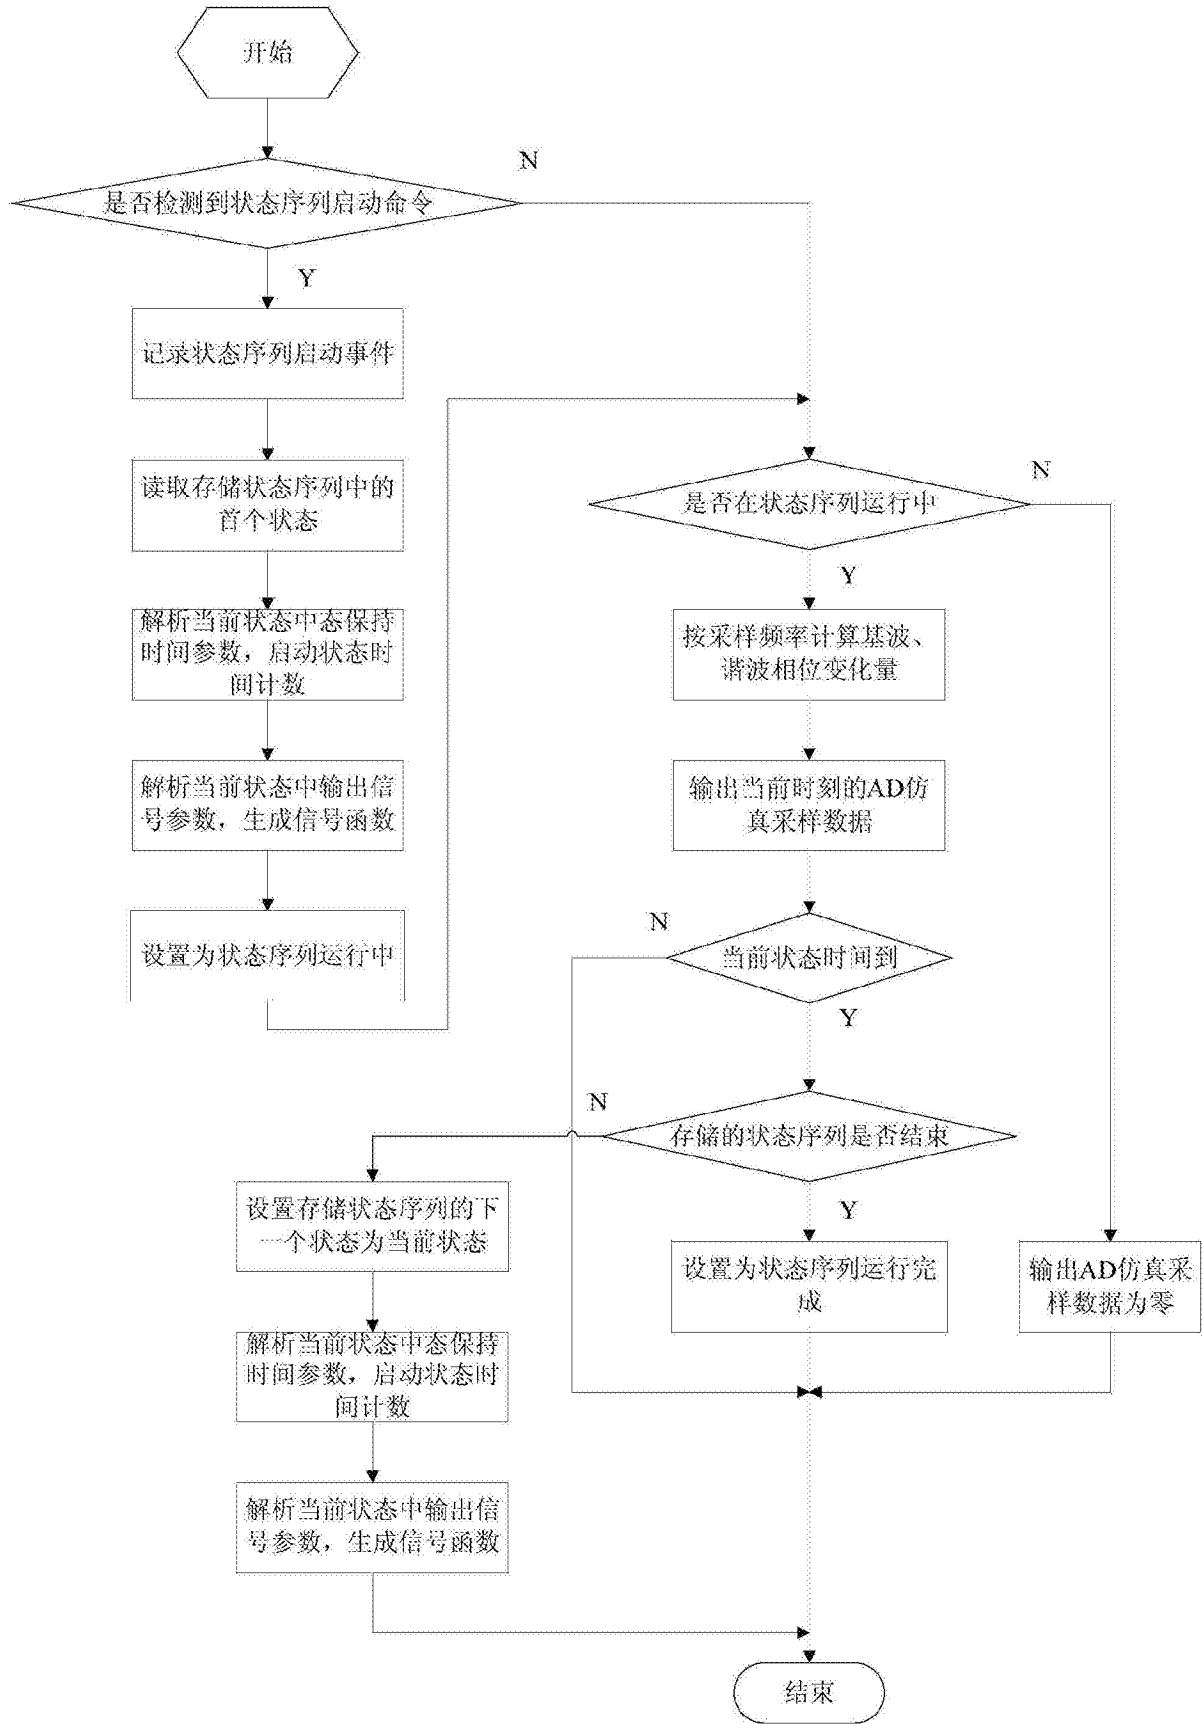 开始
N
是否检测到状态序列启动命令
Y
记录状态序列启动事件
读取存储状态序列中的
首个状态
解析当前状态中态保持
时间参数，启动状态时
间计数
解析当前状态中输出信
号参数，生成信号函数
设置为状态序列运行中
N
是否在状态序列运行中
Y
按采样频率计算基波、
谐波相位变化量
输出当前时刻的AD仿
真采样数据
N
当前状态时间到
Y
N
存储的状态序列是否结束
Y
设置存储状态序列的下
一个状态为当前状态
解析当前状态中态保持
时间参数，启动状态时
间计数
解析当前状态中输出信
号参数，生成信号函数
设置为状态序列运行完
成
输出AD仿真采
样数据为零
结束